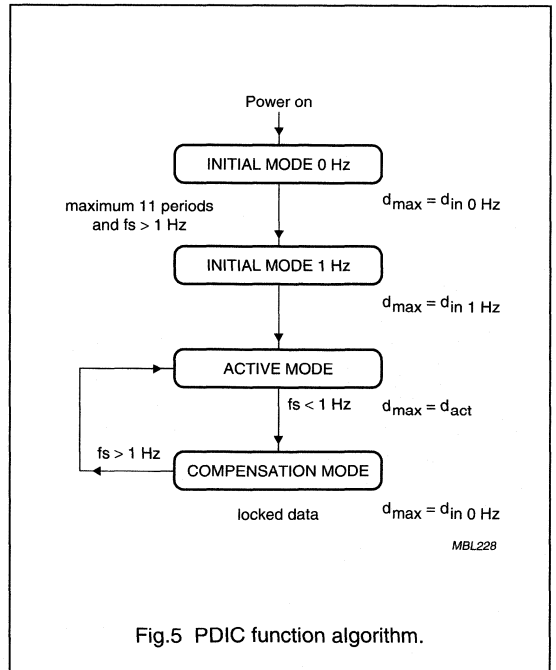 Power on
INITIAL MODE 0 Hz
dmax = din 0 Hz
maximum 11 periods
and fs > 1 Hz
INITIAL MODE 1 Hz
dmax = din 1 Hz
ACTIVE MODE
fs < 1 Hz
dmax = dact
fs > 1 Hz
COMPENSATION MODE
locked data
dmax = din 0 Hz
MBL228
Fig.5 PDIC function algorithm.